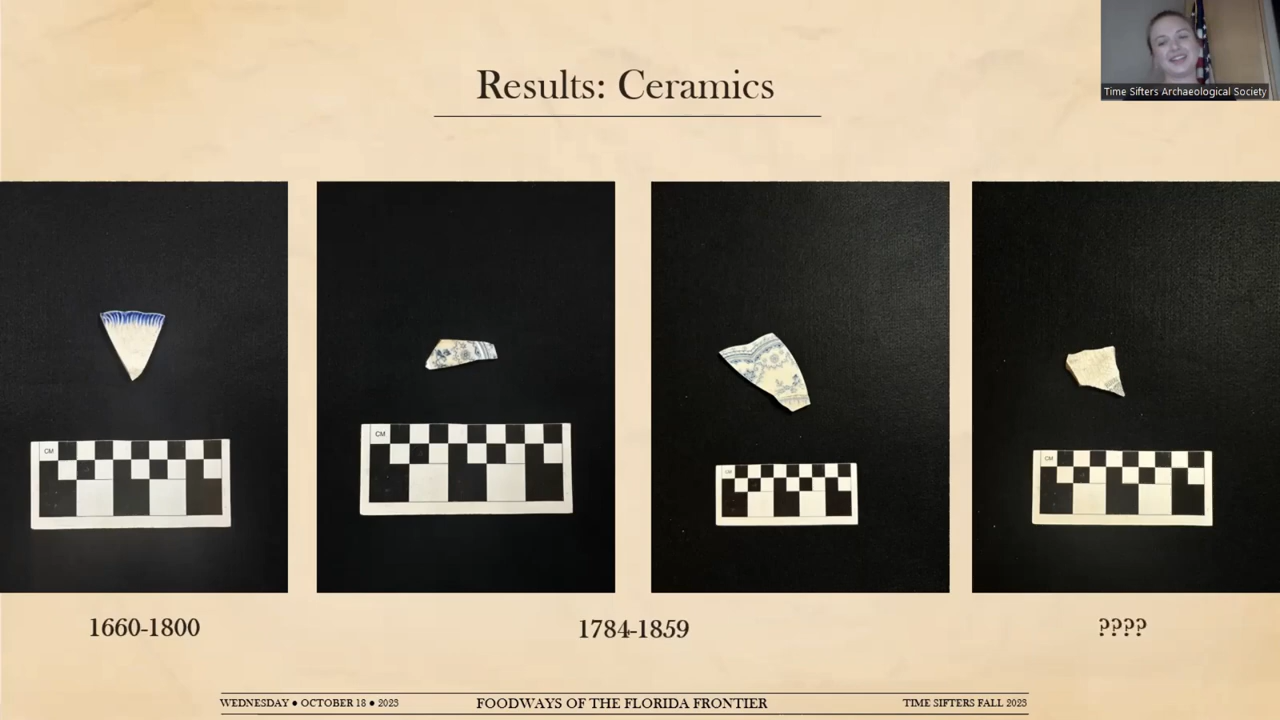 Results: Ceramics
Time Sifters Archaeological Society
CM
CM
CM
CM
1660-1800
1784-1859
????
WEDNESDAY ● OCTOBER 18 ● 2023
FOODWAYS OF THE FLORIDA FRONTIER
TIME SIFTERS FALL 2023